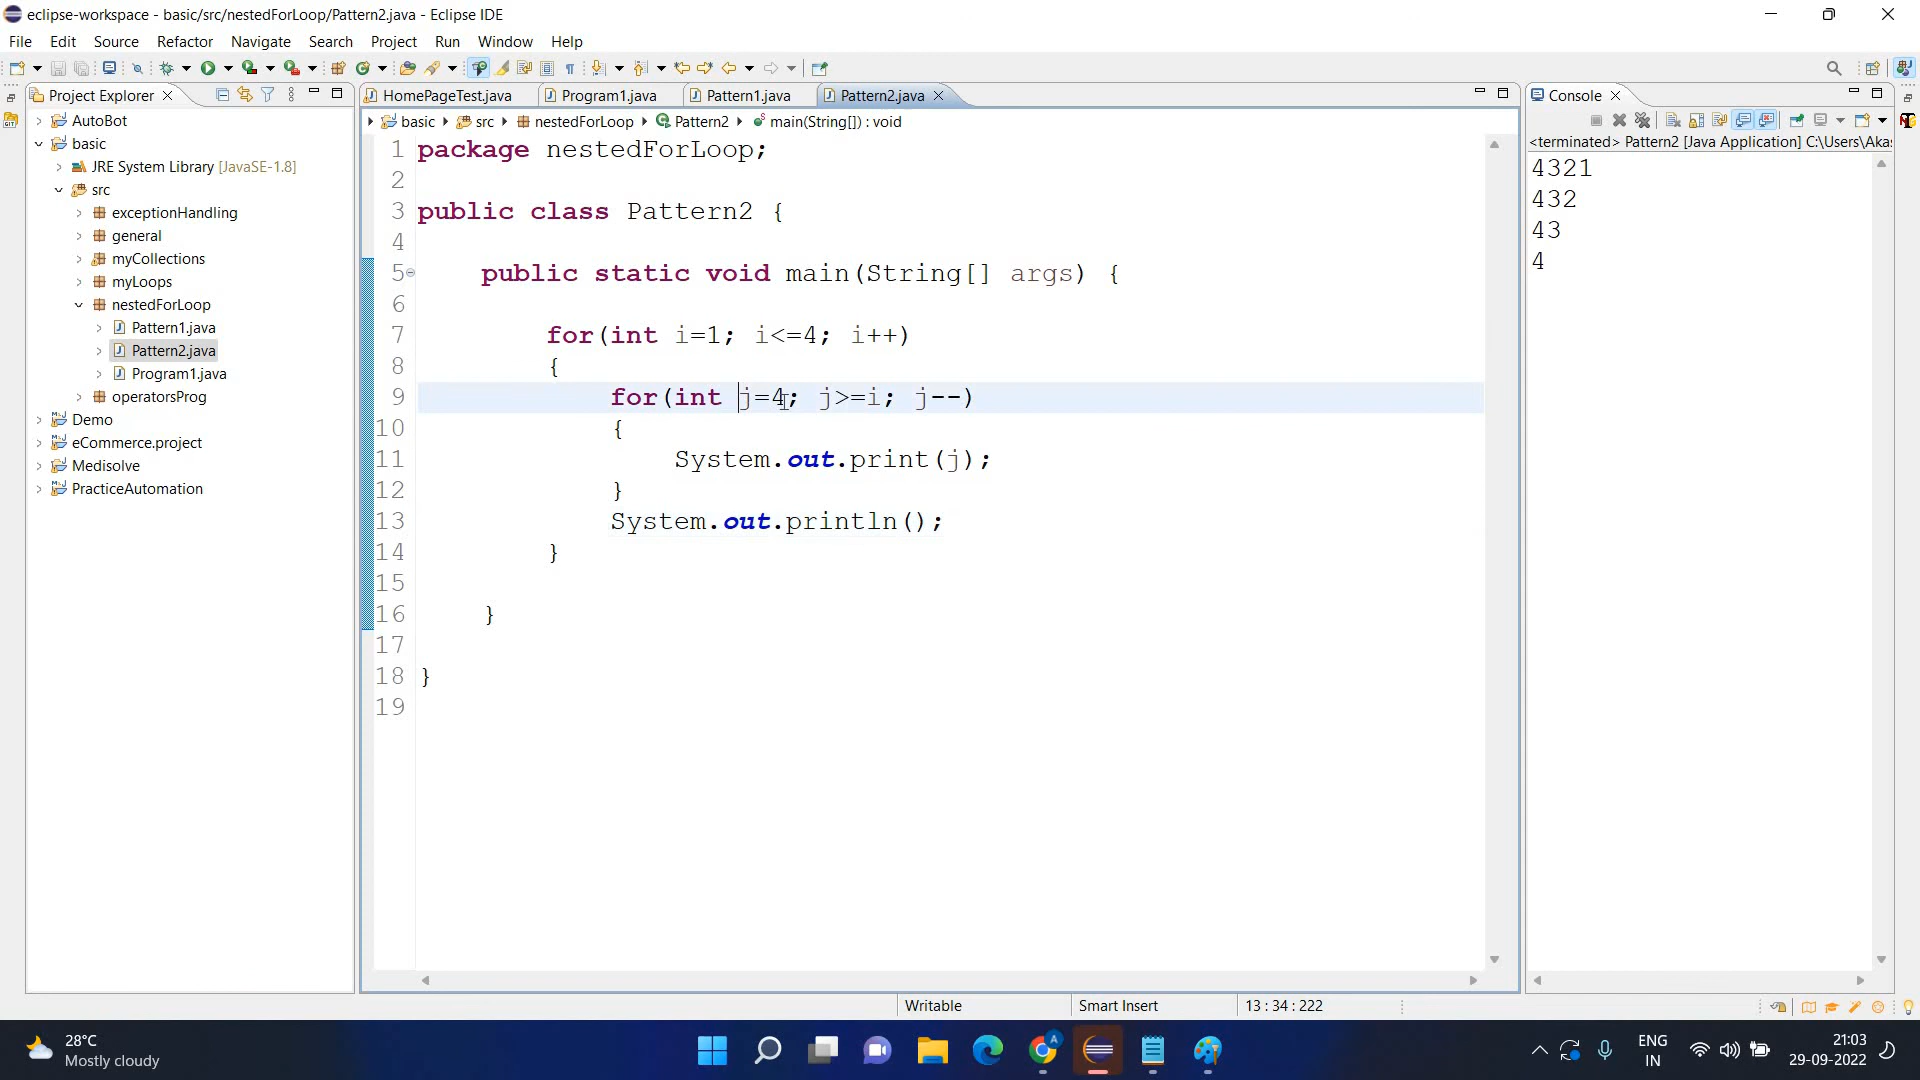 eclipse-workspace - basic/src/nestedForLoop/Pattern2.java - Eclipse IDE
File Edit Source Refactor Navigate Search Project Run Window Help
Project Explorer
AutoBot
basic
JRE System Library [JavaSE-1.8]
src
exceptionHandling
general
myCollections
myLoops
nestedForLoop
Pattern1.java
Pattern2.java
Program1.java
operatorsProg
Demo
eCommerce.project
Medisolve
PracticeAutomation
HomePageTest.java Program1.java Pattern1.java Pattern2.java
basic src nestedForLoop Pattern2 main(String[]) : void
1 package nestedForLoop;
2
3 public class Pattern2 {
4
5 public static void main(String[] args) {
6
7 for(int i=1; i<=4; i++)
8 {
9 for(int j=4; j>=i; j--)
10 {
11 System.out.print(j);
12 }
13 System.out.println();
14 }
15
16 }
17
18 }
19
Console
<terminated> Pattern2 [Java Application] C:\Users\Aka
4321
432
43
4
Writable Smart Insert 13 : 34 : 222
28°C
Mostly cloudy
ENG
IN
21:03
29-09-2022